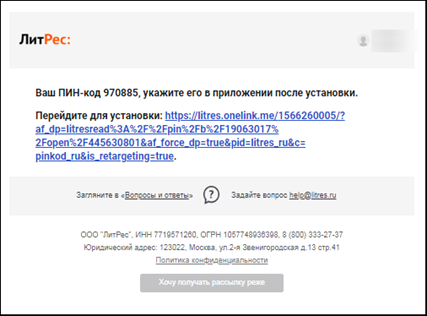 ЛитРес:
Ваш ПИН-код 970885, укажите его в приложении после установки.
Перейдите для установки: https://litres.onelink.me/1566260005/?
af_dp=litresread%3A%2F%2Fpin%2Fb%2F19063017%
2Fopen%2F445630801&af_force_dp=true&pid=litres_ru&c=
pinkod_ru&is_retargeting=true.
Загляните в «Вопросы и ответы» ? Задайте вопрос help@litres.ru
ООО "ЛитРес", ИНН 7719571260, ОГРН 1057748936398, 8 (800) 333-27-37
Юридический адрес: 123022, Москва, ул.2-я Звенигородская д.13 стр.41
Политика конфиденциальности
Хочу получать рассылку реже